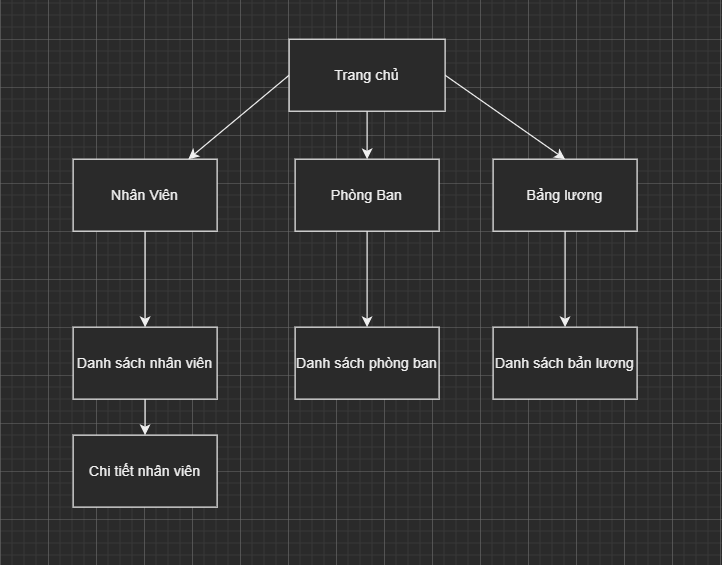 Trang chủ
Nhân Viên
Phòng Ban
Bảng lương
Danh sách nhân viên
Danh sách phòng ban
Danh sách bản lương
Chi tiết nhân viên